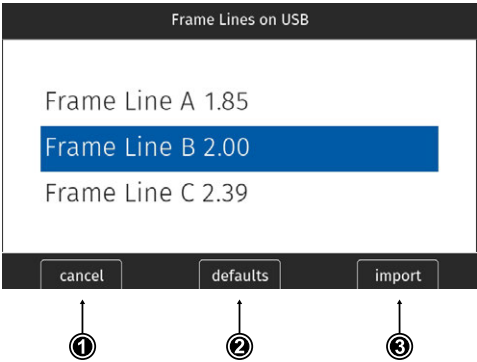 Frame Lines on USB
Frame Line A 1.85
Frame Line B 2.00
Frame Line C 2.39
cancel defaults import
1 2 3